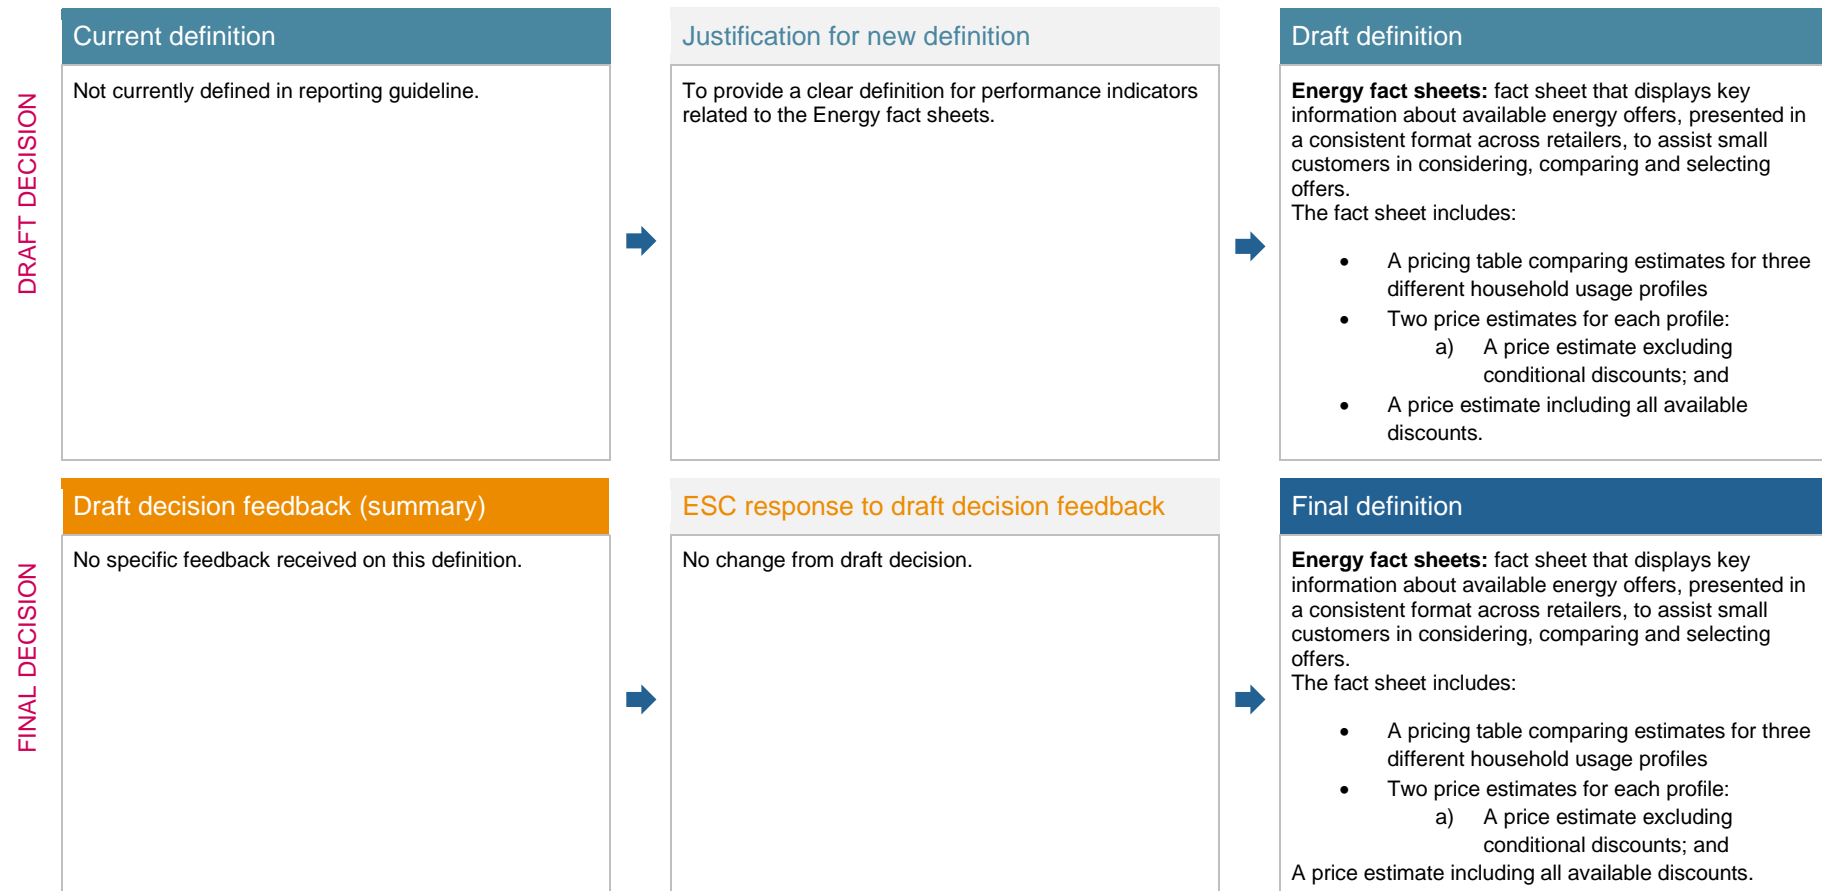 DRAFT DECISION
Current definition
Not currently defined in reporting guideline.
Justification for new definition
To provide a clear definition for performance indicators
related to the Energy fact sheets.
Draft definition
Energy fact sheets: fact sheet that displays key
information about available energy offers, presented in
a consistent format across retailers, to assist small
customers in considering, comparing and selecting
offers.
The fact sheet includes:
• A pricing table comparing estimates for three
different household usage profiles
• Two price estimates for each profile:
a) A price estimate excluding
conditional discounts; and
• A price estimate including all available
discounts.
FINAL DECISION
Draft decision feedback (summary)
No specific feedback received on this definition.
ESC response to draft decision feedback
No change from draft decision.
Final definition
Energy fact sheets: fact sheet that displays key
information about available energy offers, presented in
a consistent format across retailers, to assist small
customers in considering, comparing and selecting
offers.
The fact sheet includes:
• A pricing table comparing estimates for three
different household usage profiles
• Two price estimates for each profile:
a) A price estimate excluding
conditional discounts; and
A price estimate including all available discounts.